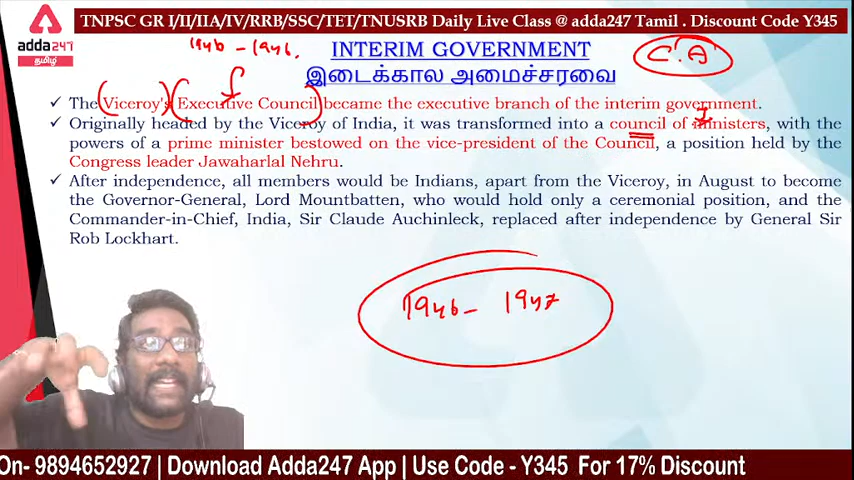 TNPSC GR I/II/IIA/IV/RRB/SSC/TET/TNUSRB Daily Live Class @ adda247 Tamil . Discount Code Y345
adda247
தமிழ்
1946 - 1946.
INTERIM GOVERNMENT
C. A
இடைக்கால அமைச்சரவை
✓ The Viceroy's Executive Council became the executive branch of the interim government.
✓ Originally headed by the Viceroy of India, it was transformed into a council of ministers, with the
powers of a prime minister bestowed on the vice-president of the Council, a position held by the
Congress leader Jawaharlal Nehru.
✓ After independence, all members would be Indians, apart from the Viceroy, in August to become
the Governor-General, Lord Mountbatten, who would hold only a ceremonial position, and the
Commander-in-Chief, India, Sir Claude Auchinleck, replaced after independence by General Sir
Rob Lockhart.
1946 - 1947
On- 9894652927 | Download Adda247 App | Use Code - Y345 For 17% Discount